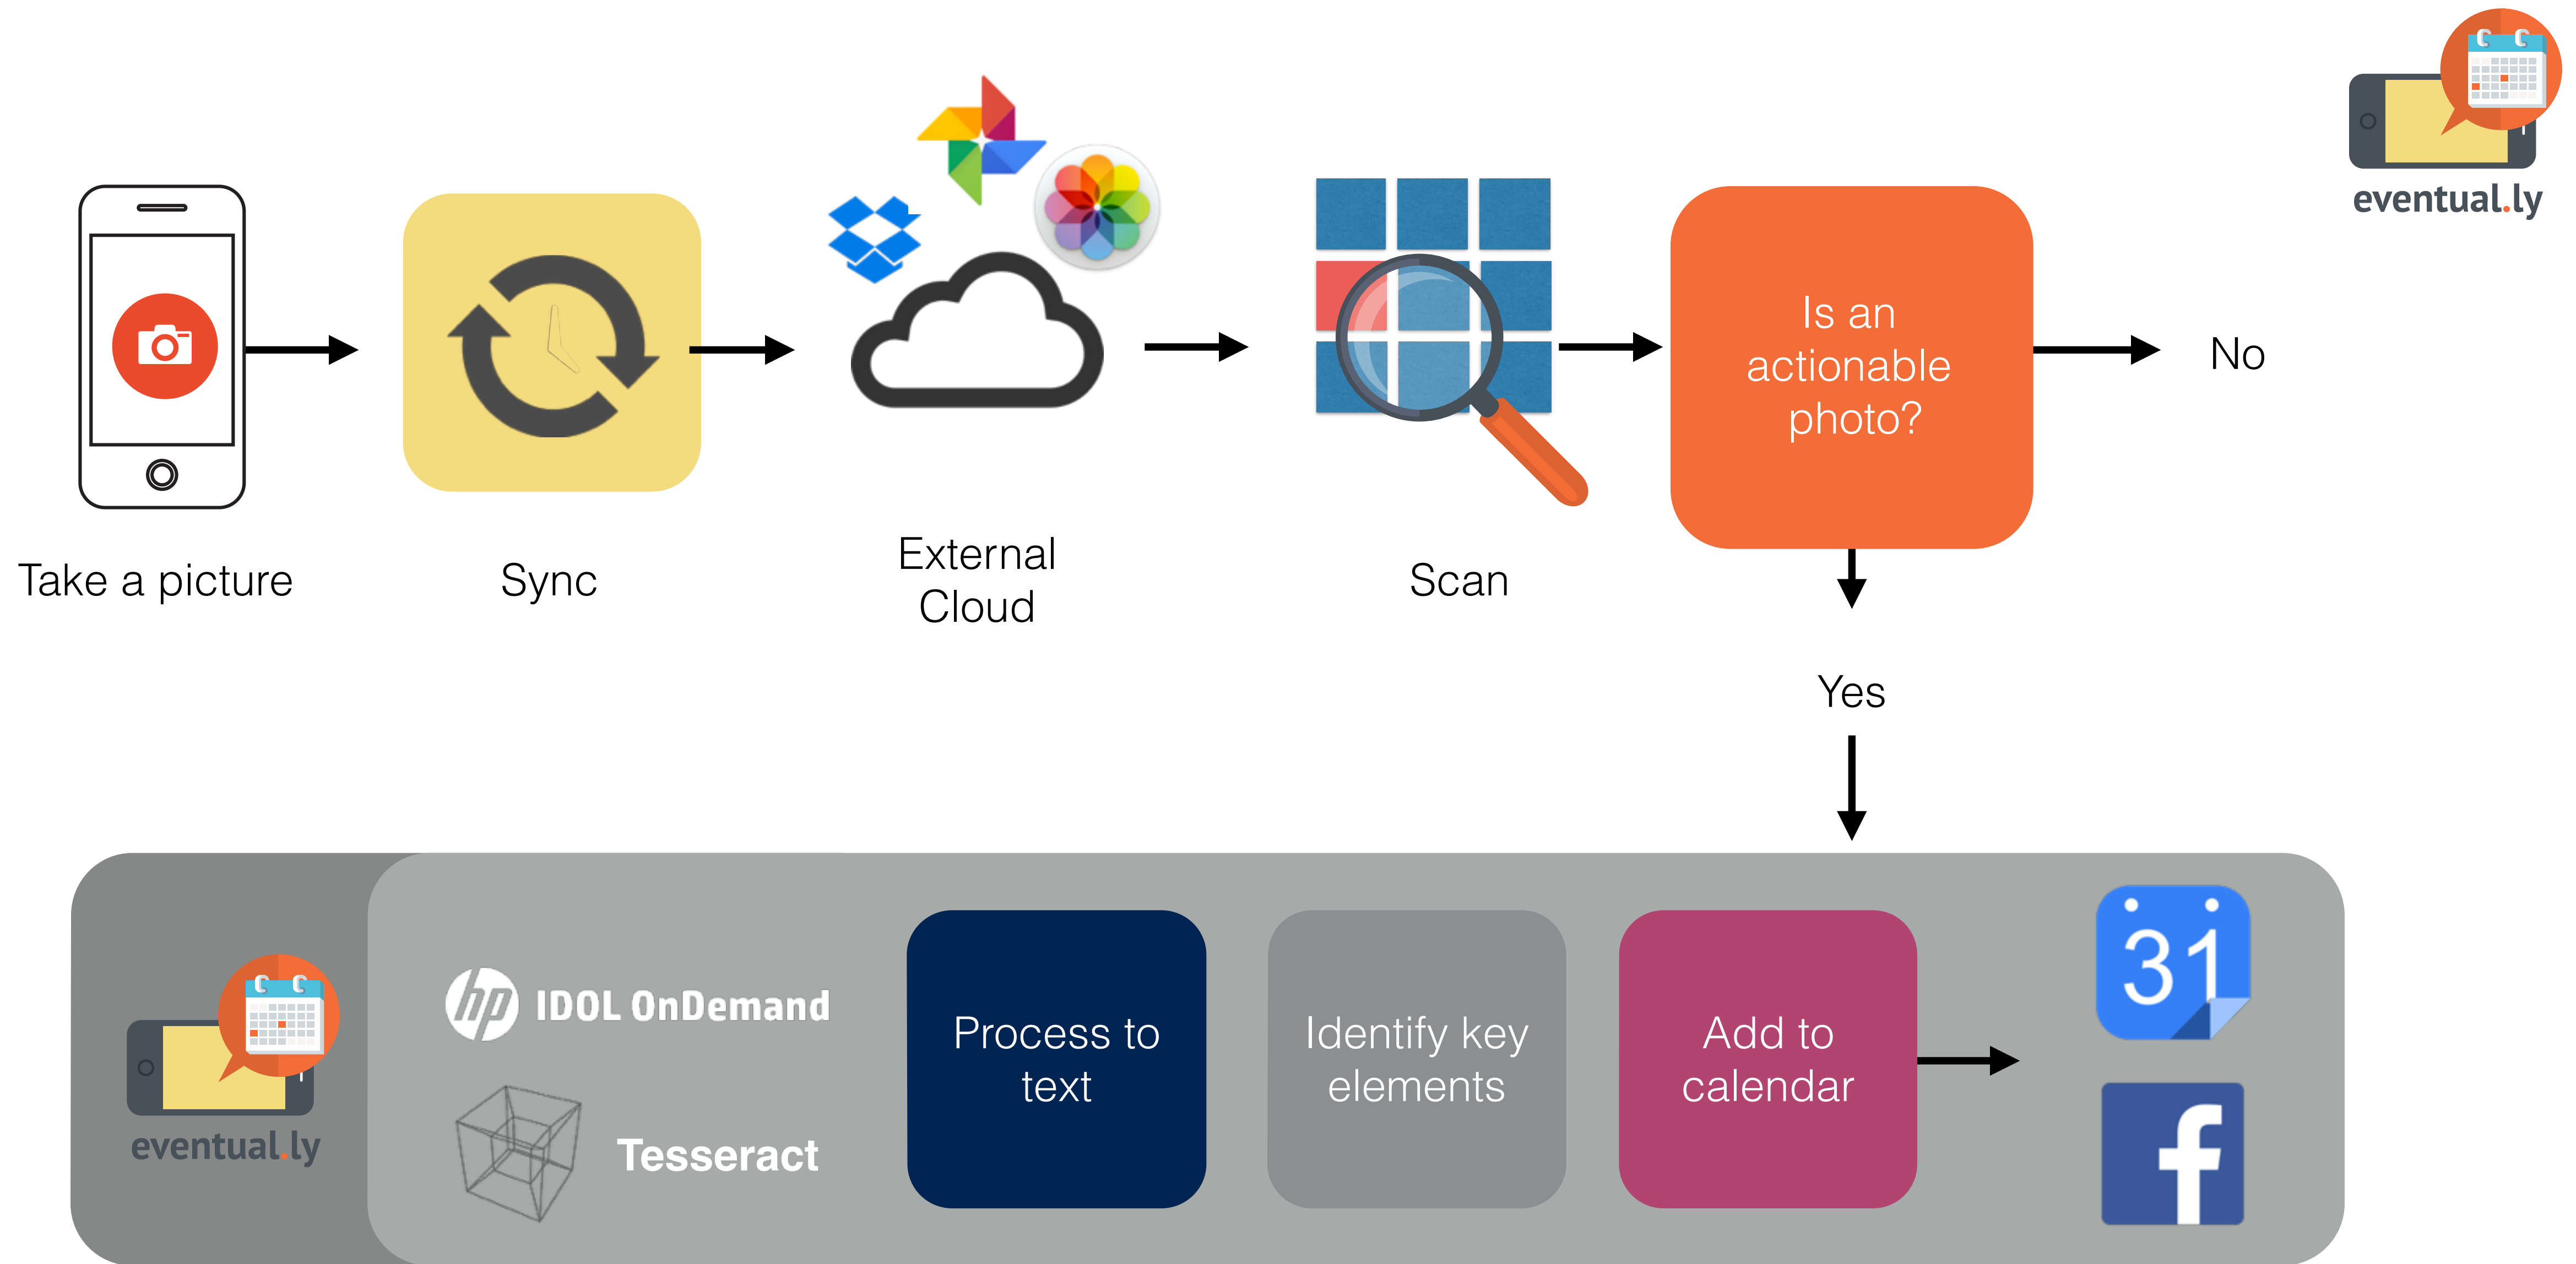 eventual.ly
Is an
actionable
photo?
No
Take a picture
Sync
External
Cloud
Scan
Yes
eventual.ly
hp IDOL OnDemand
Tesseract
Process to
text
Identify key
elements
Add to
calendar
31
f